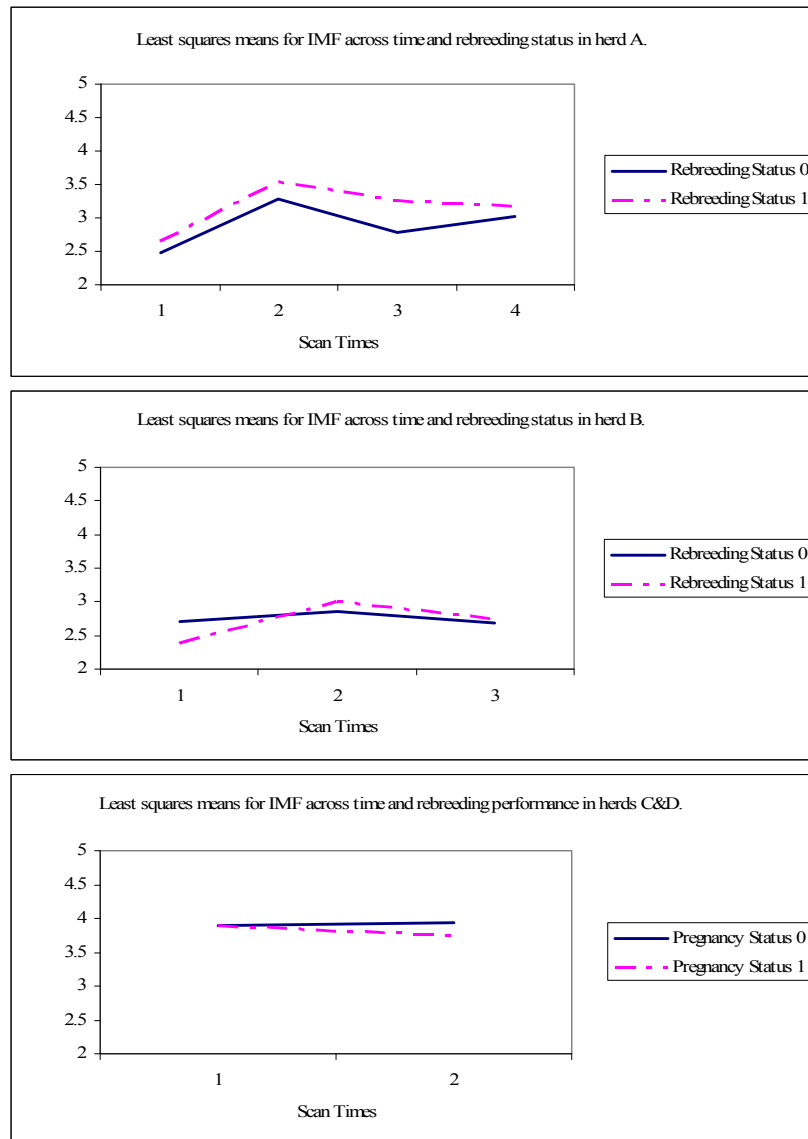 Least squares means for IMF across time and rebreeding status in herd A.
5
4.5
4
3.5
3
2.5
2
1 2 3 4
Scan Times
Rebreeding Status 0
Rebreeding Status 1
Least squares means for IMF across time and rebreeding status in herd B.
5
4.5
4
3.5
3
2.5
2
1 2 3
Scan Times
Rebreeding Status 0
Rebreeding Status 1
Least squares means for IMF across time and rebreeding performance in herds C&D.
5
4.5
4
3.5
3
2.5
2
1 2
Scan Times
Pregnancy Status 0
Pregnancy Status 1